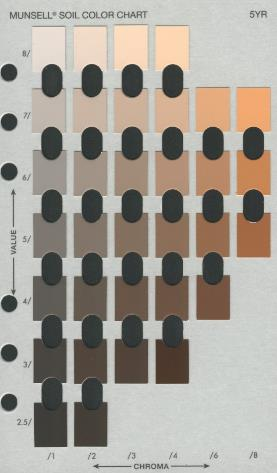 MUNSELL® SOIL COLOR CHART 5YR
8/
7/
6/
5/
4/
3/
2.5/
VALUE
/1 /2 /3 /4 /6 /8
CHROMA